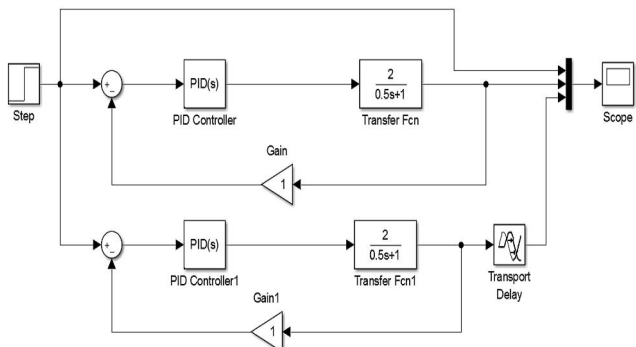 Step
+
−
PID(s)
PID Controller
2
0.5s+1
Transfer Fcn
Scope
Gain
1
+
−
PID(s)
PID Controller1
2
0.5s+1
Transfer Fcn1
Transport
Delay
Gain1
1